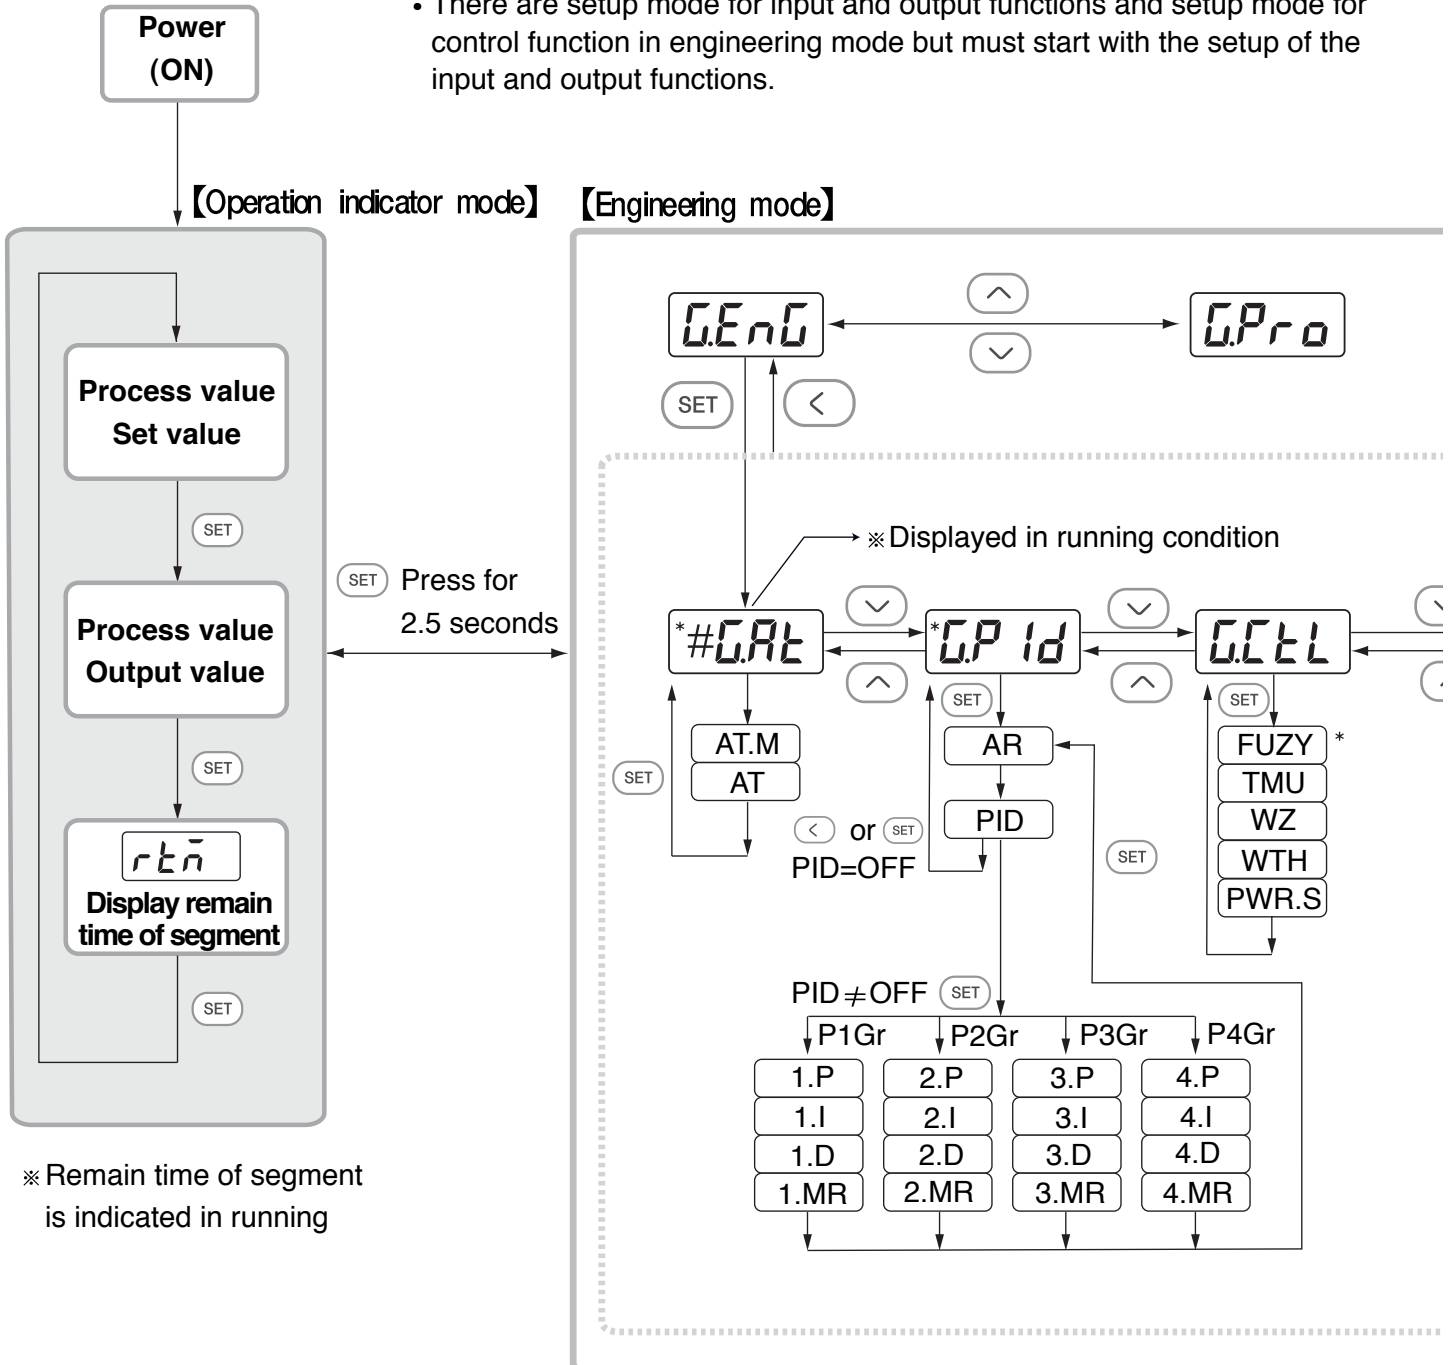 • There are setup mode for input and output functions and setup mode for
control function in engineering mode but must start with the setup of the
input and output functions.
Power
(ON)
【Operation indicator mode】
【Engineering mode】
Process value
Set value
SET
Process value
Output value
SET
rtm
Display remain
time of segment
SET
※Remain time of segment
is indicated in running
SET Press for
2.5 seconds
G.EnG
G.Pro
SET
※Displayed in running condition
*#G.At
*G.PId
G.CtL
SET
AT.M
AT
SET
AR
PID
or SET
PID=OFF
SET
SET
FUZY *
TMU
WZ
WTH
PWR.S
PID≠OFF SET
P1Gr P2Gr P3Gr P4Gr
1.P 2.P 3.P 4.P
1.I 2.I 3.I 4.I
1.D 2.D 3.D 4.D
1.MR 2.MR 3.MR 4.MR